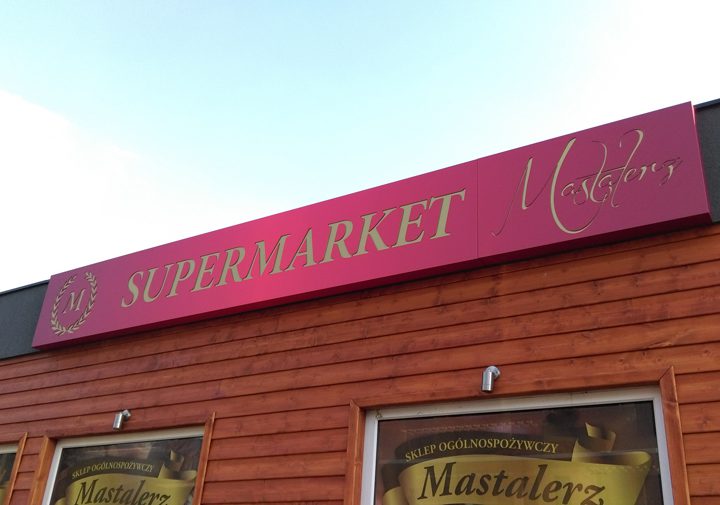 M SUPERMARKET Mastalerz
SKLEP OGÓLNOSPOŻYWCZY
Mastalerz
SKLEP OGÓLNOSPOŻYWCZY
Mastalerz